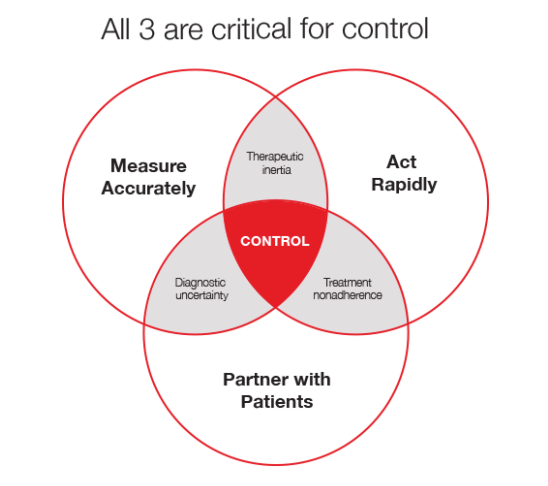 All 3 are critical for control
Measure
Accurately
Therapeutic
inertia
Act
Rapidly
CONTROL
Diagnostic
uncertainty
Treatment
nonadherence
Partner with
Patients